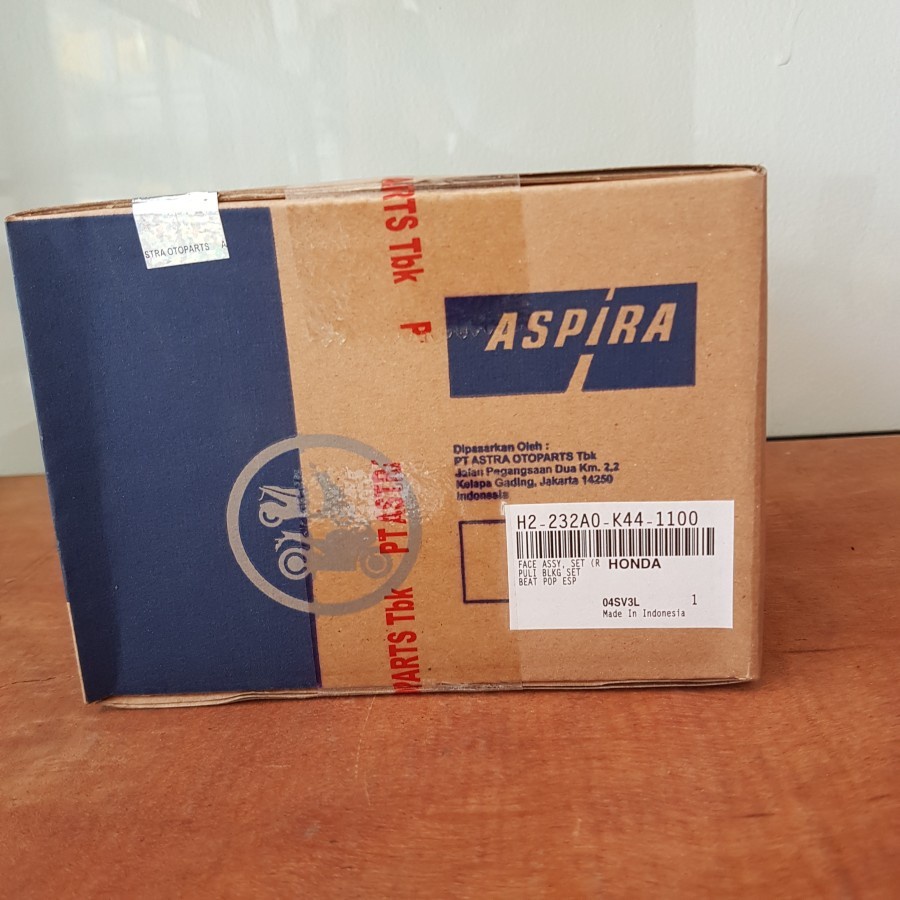 STRA OTOPARTS A
ARTS Tbk P
ASPIRA
Dipasarkan Oleh :
PT ASTRA OTOPARTS Tbk
Jalan Pegangsaan Dua Km. 2,2
Kelapa Gading, Jakarta 14250
Indonesia
PARTS Tbk PT ASTRA
H2-232A0-K44-1100
FACE ASSY, SET (R HONDA
PULI BLKG SET
BEAT POP ESP
04SV3L 1
Made In Indonesia